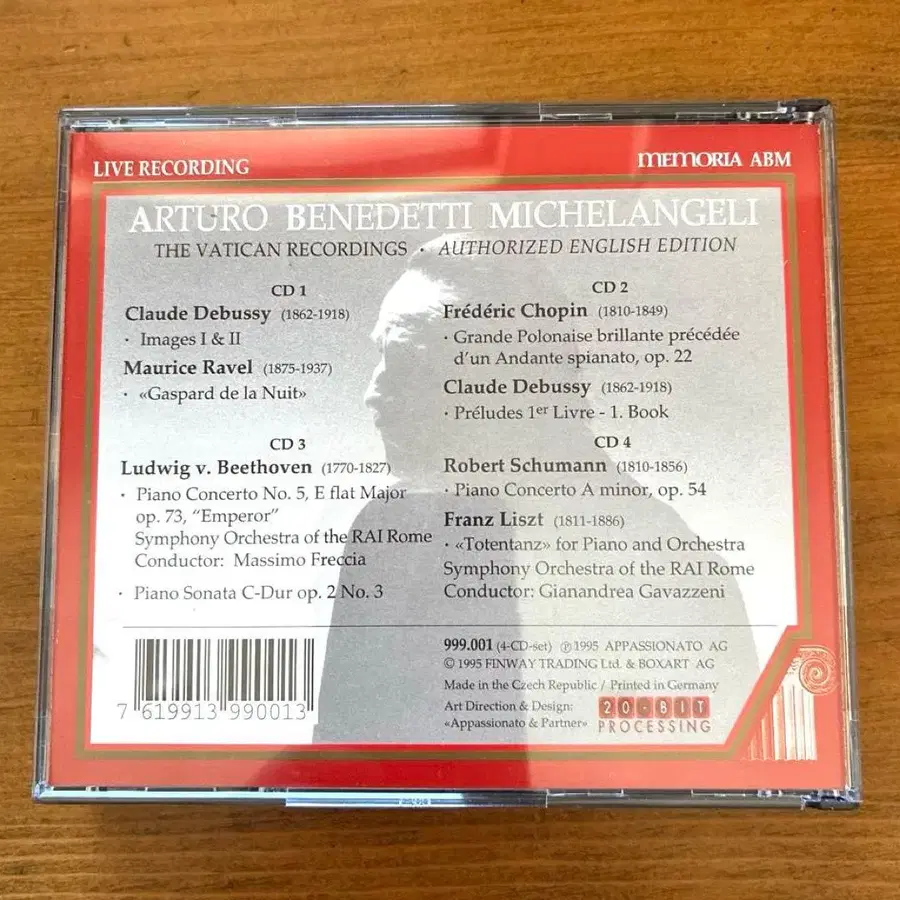 LIVE RECORDING
MEMORIA ABM
ARTURO BENEDETTI MICHELANGELI
THE VATICAN RECORDINGS · AUTHORIZED ENGLISH EDITION
CD 1
Claude Debussy (1862-1918)
· Images I & II
Maurice Ravel (1875-1937)
· «Gaspard de la Nuit»
CD 2
Frédéric Chopin (1810-1849)
· Grande Polonaise brillante précédée
d'un Andante spianato, op. 22
Claude Debussy (1862-1918)
· Préludes 1er Livre - 1. Book
CD 3
Ludwig v. Beethoven (1770-1827)
· Piano Concerto No. 5, E flat Major
op. 73, "Emperor"
Symphony Orchestra of the RAI Rome
Conductor: Massimo Freccia
· Piano Sonata C-Dur op. 2 No. 3
CD 4
Robert Schumann (1810-1856)
· Piano Concerto A minor, op. 54
Franz Liszt (1811-1886)
· «Totentanz» for Piano and Orchestra
Symphony Orchestra of the RAI Rome
Conductor: Gianandrea Gavazzeni
7 619913 990013
999.001 (4-CD-set) ℗ 1995 APPASSIONATO AG
© 1995 FINWAY TRADING Ltd. & BOXART AG
Made in the Czech Republic / Printed in Germany
Art Direction & Design:
«Appassionato & Partner»
20-BIT
PROCESSING